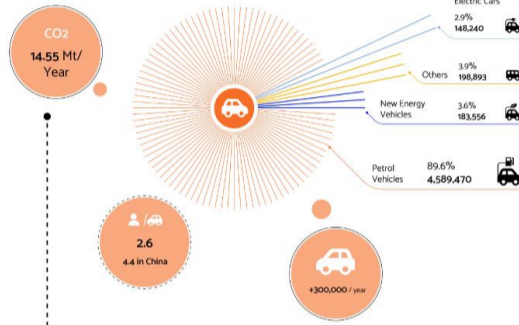 CO2
14.55 Mt/
Year
Electric Cars
2.9%
148,240
Others
3.9%
198,893
New Energy
Vehicles
3.6%
183,556
Petrol
Vehicles
89.6%
4,589,470
/
2.6
4.4 in China
+300,000 / year